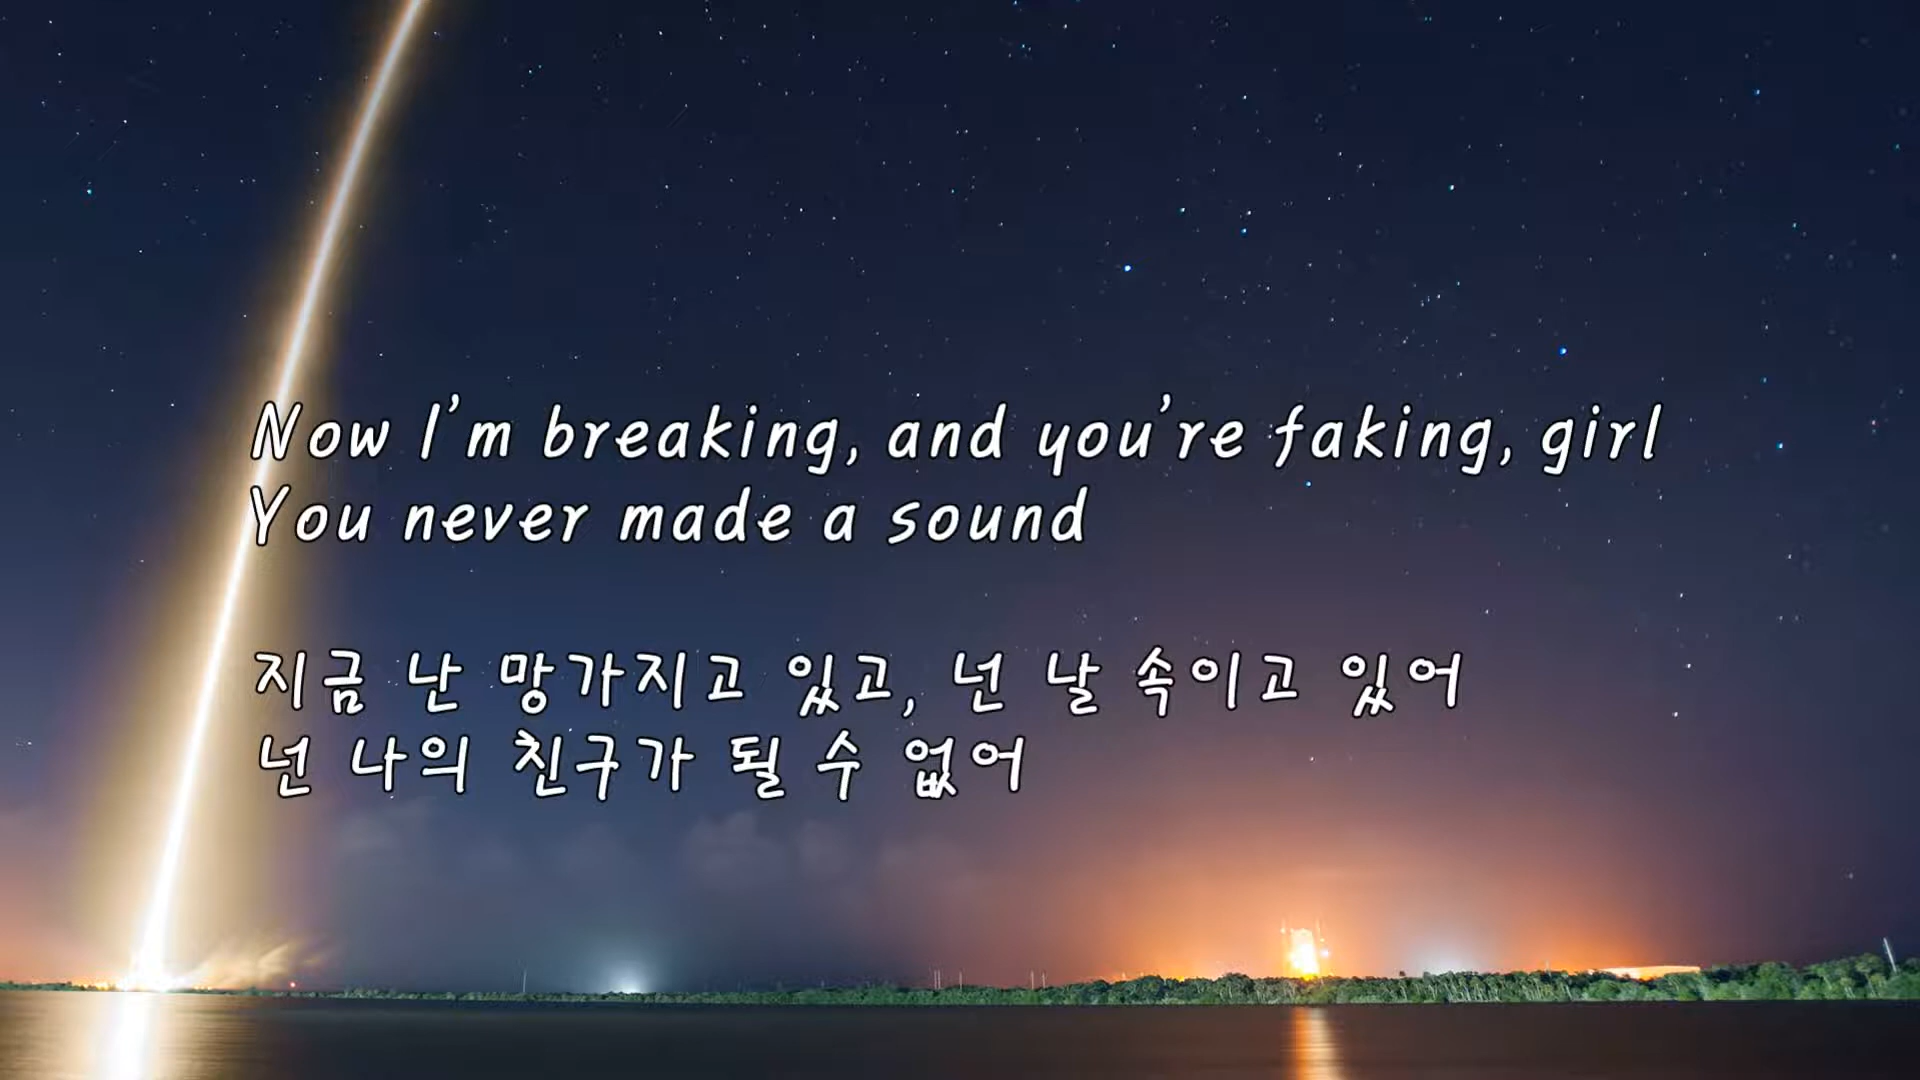 Now I'm breaking, and you're faking, girl
You never made a sound
지금 난 망가지고 있고, 넌 날 속이고 있어
넌 나의 친구가 될 수 없어